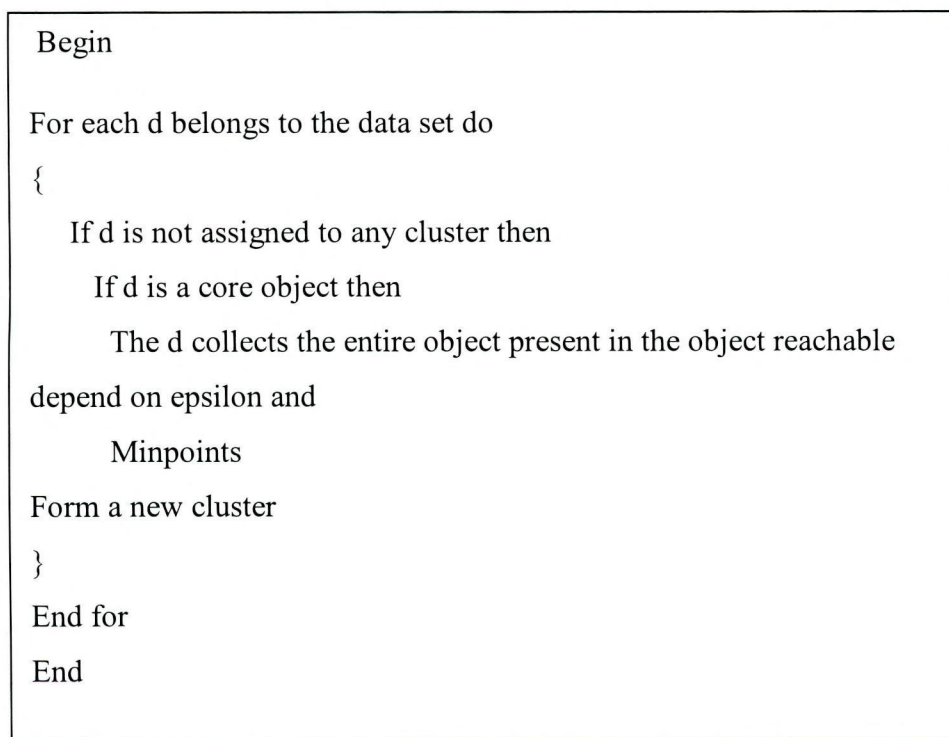 Begin
For each d belongs to the data set do
{
If d is not assigned to any cluster then
If d is a core object then
The d collects the entire object present in the object reachable
depend on epsilon and
Minpoints
Form a new cluster
}
End for
End